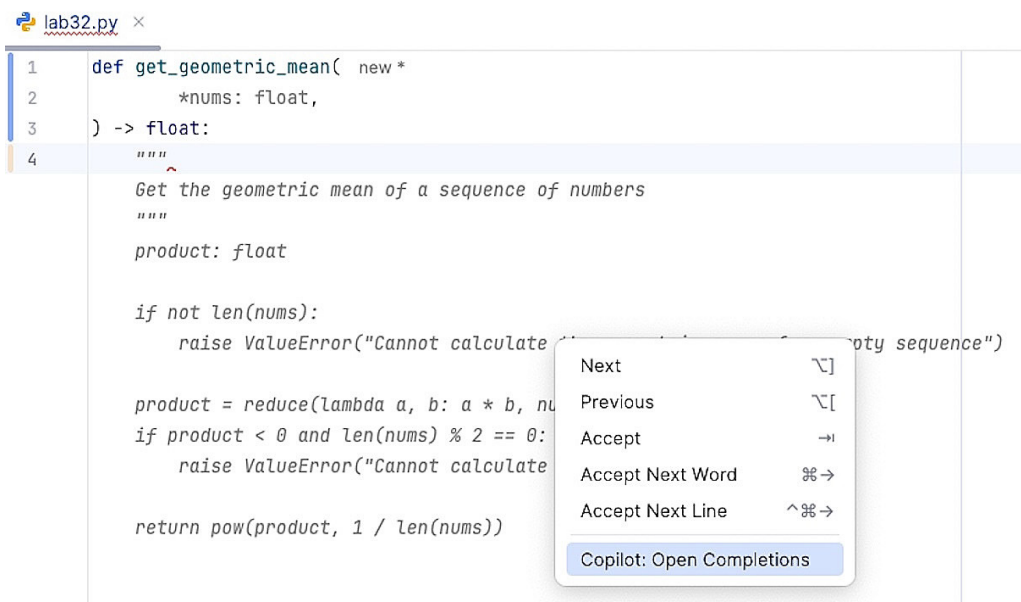 lab32.py ×
1 def get_geometric_mean( new *
2 *nums: float,
3 ) -> float:
4 """
Get the geometric mean of a sequence of numbers
"""
product: float
if not len(nums):
raise ValueError("Cannot calculate sequence")
product = reduce(lambda a, b: a * b,
if product < 0 and len(nums) % 2 == 0:
raise ValueError("Cannot calculate
return pow(product, 1 / len(nums))
Next ⌥]
Previous ⌥[
Accept ⇥
Accept Next Word ⌘→
Accept Next Line ^⌘→
Copilot: Open Completions